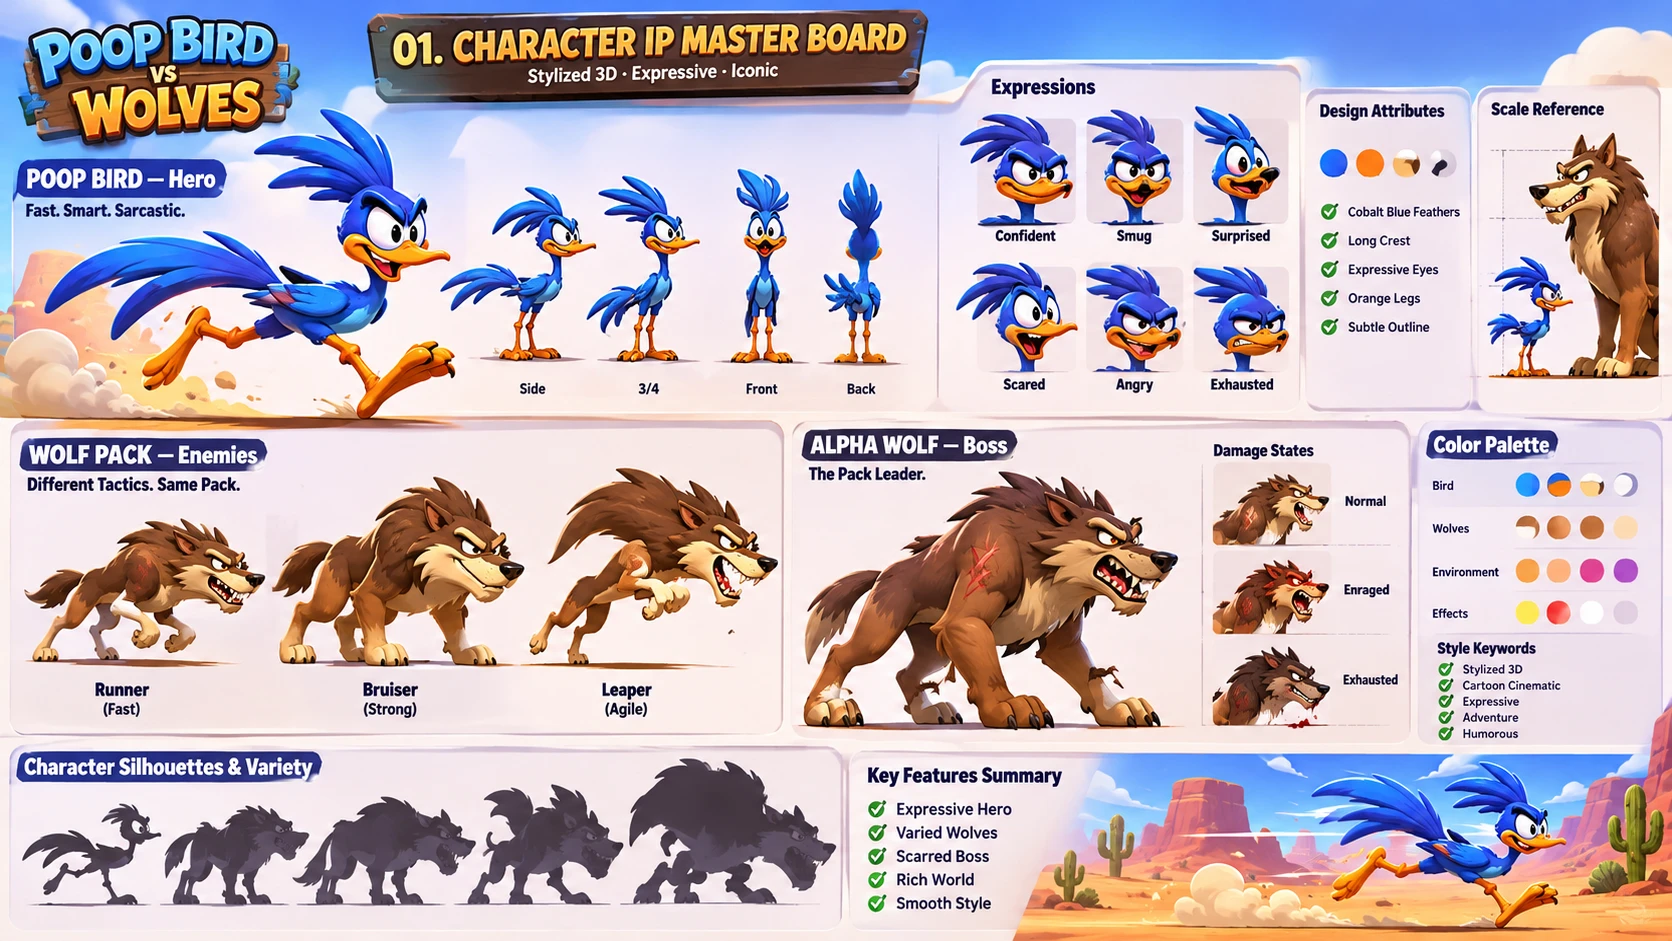 POOP BIRD
VS
WOLVES
01. CHARACTER IP MASTER BOARD
Stylized 3D · Expressive · Iconic
POOP BIRD — Hero
Fast. Smart. Sarcastic.
Side
3/4
Front
Back
Expressions
Confident
Smug
Surprised
Scared
Angry
Exhausted
Design Attributes
Cobalt Blue Feathers
Long Crest
Expressive Eyes
Orange Legs
Subtle Outline
Scale Reference
WOLF PACK — Enemies
Different Tactics. Same Pack.
Runner
(Fast)
Bruiser
(Strong)
Leaper
(Agile)
ALPHA WOLF — Boss
The Pack Leader.
Damage States
Normal
Enraged
Exhausted
Color Palette
Bird
Wolves
Environment
Effects
Style Keywords
Stylized 3D
Cartoon Cinematic
Expressive
Adventure
Humorous
Character Silhouettes & Variety
Key Features Summary
Expressive Hero
Varied Wolves
Scarred Boss
Rich World
Smooth Style